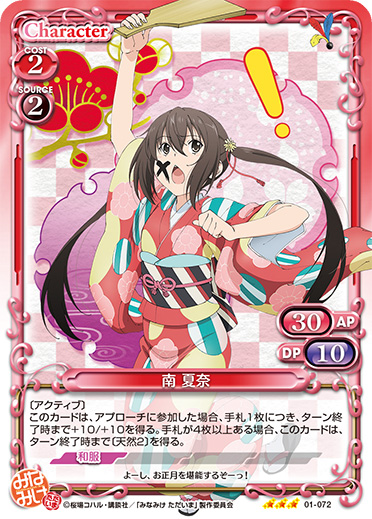 Character
COST
2
SOURCE
2
!
30 AP
DP 10
南 夏奈
〔アクティブ〕
このカードは、アプローチに参加した場合、手札1枚につき、ターン終
了時まで+10/+10を得る。手札が4枚以上ある場合、このカードは、
ターン終了時まで【天然2】を得る。
和服
よーし、お正月を堪能するぞーっ!
みなみけ
ただいま
©桜場コハル・講談社/「みなみけ ただいま」製作委員会
01-072